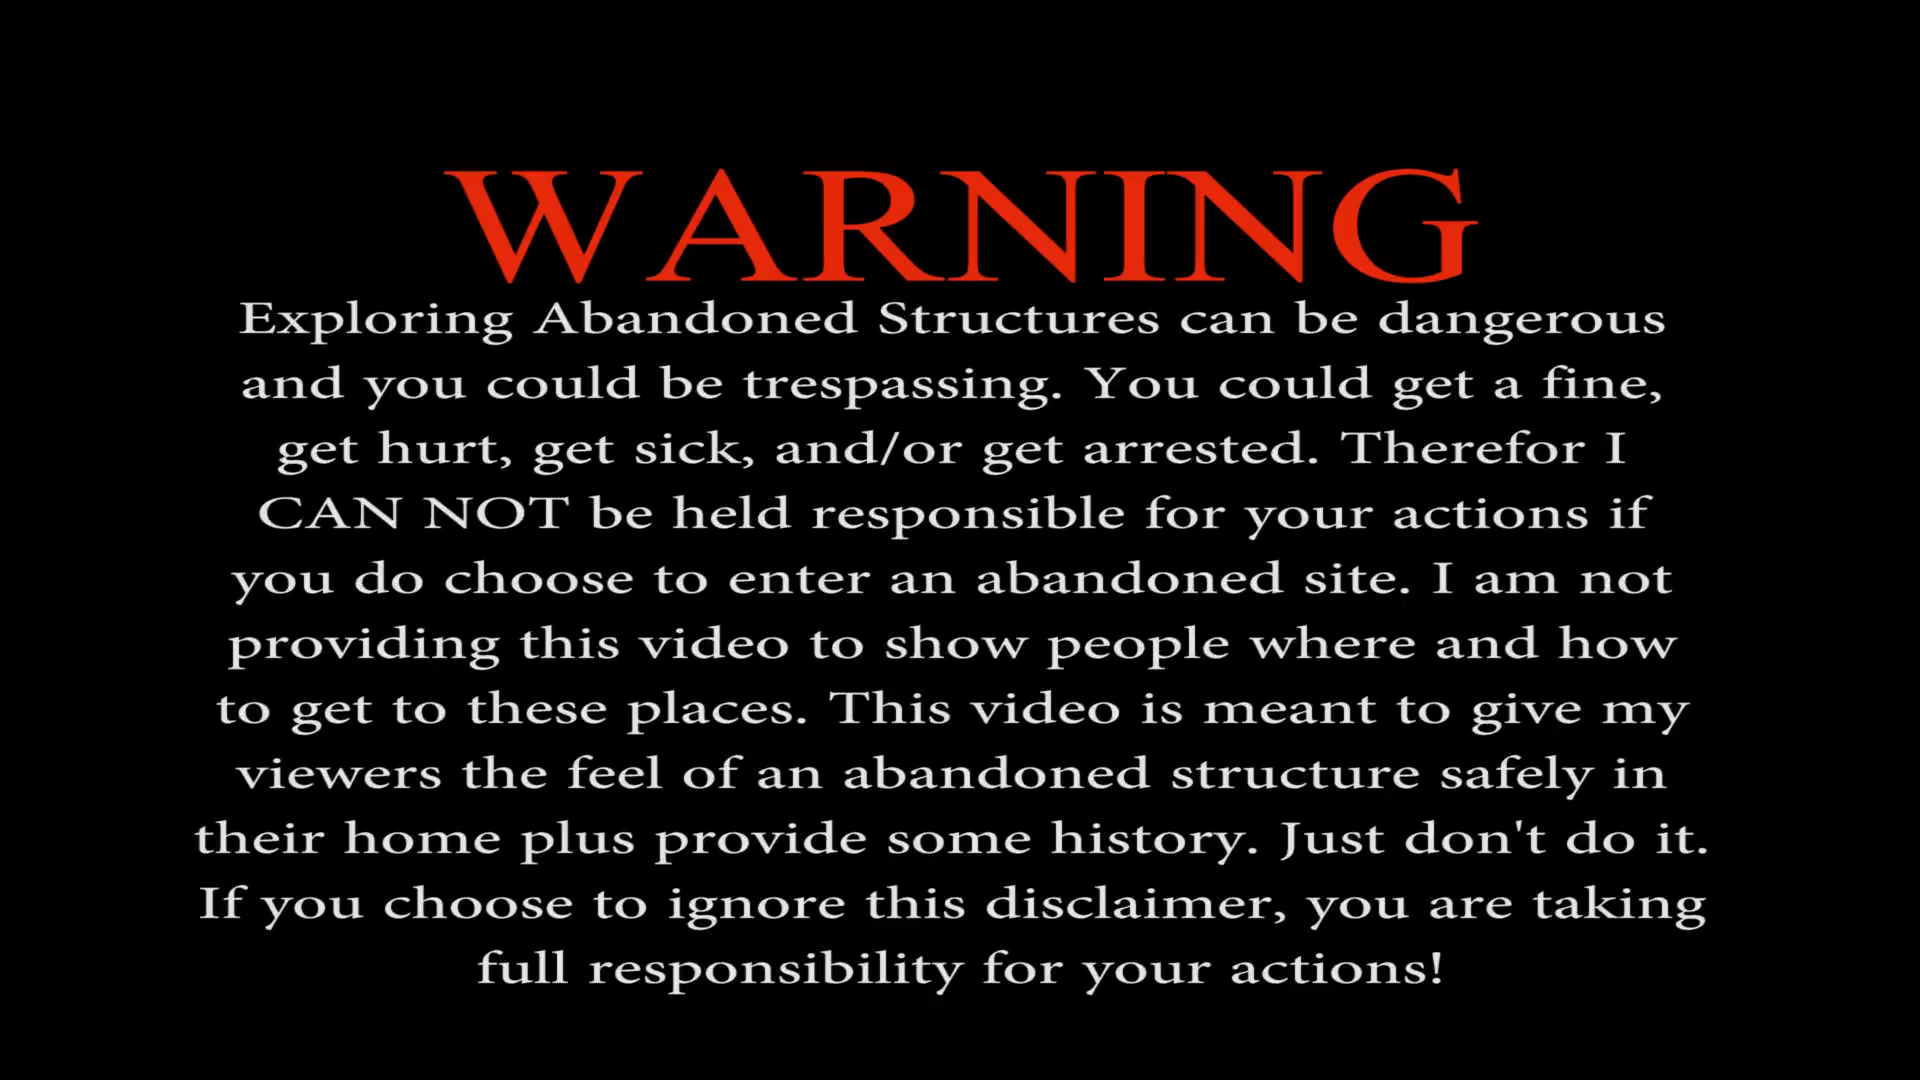 WARNING
Exploring Abandoned Structures can be dangerous
and you could be trespassing. You could get a fine,
get hurt, get sick, and/or get arrested. Therefor I
CAN NOT be held responsible for your actions if
you do choose to enter an abandoned site. I am not
providing this video to show people where and how
to get to these places. This video is meant to give my
viewers the feel of an abandoned structure safely in
their home plus provide some history. Just don't do it.
If you choose to ignore this disclaimer, you are taking
full responsibility for your actions!